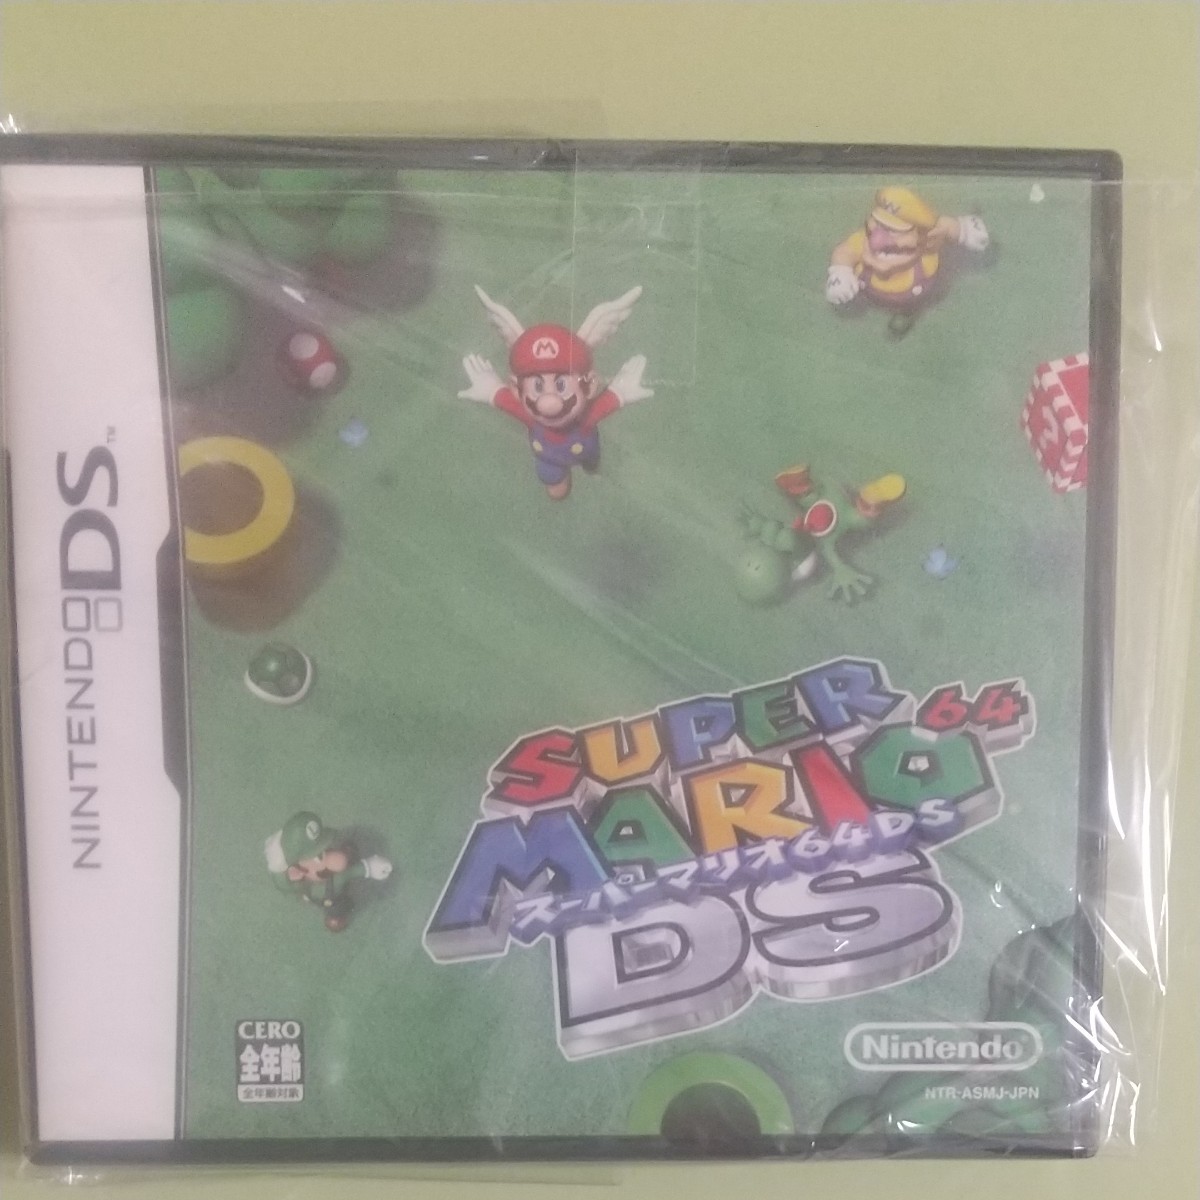 NINTENDO DS™
SUPER
MARIO 64
スーパーマリオ64DS
DS
CERO
全年齢
全年齢対象
Nintendo®
NTR-ASMJ-JPN
M
W
L